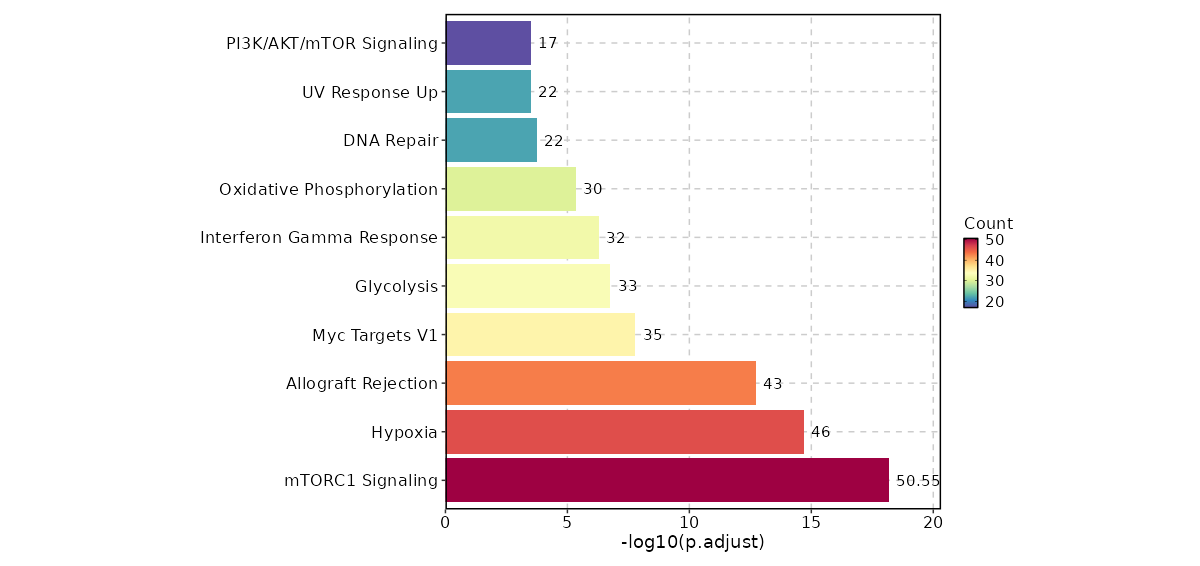 PI3K/AKT/mTOR Signaling 17
UV Response Up 22
DNA Repair 22
Oxidative Phosphorylation 30
Interferon Gamma Response 32
Glycolysis 33
Myc Targets V1 35
Allograft Rejection 43
Hypoxia 46
mTORC1 Signaling 50.55
0 5 10 15 20
-log10(p.adjust)
Count
50
40
30
20